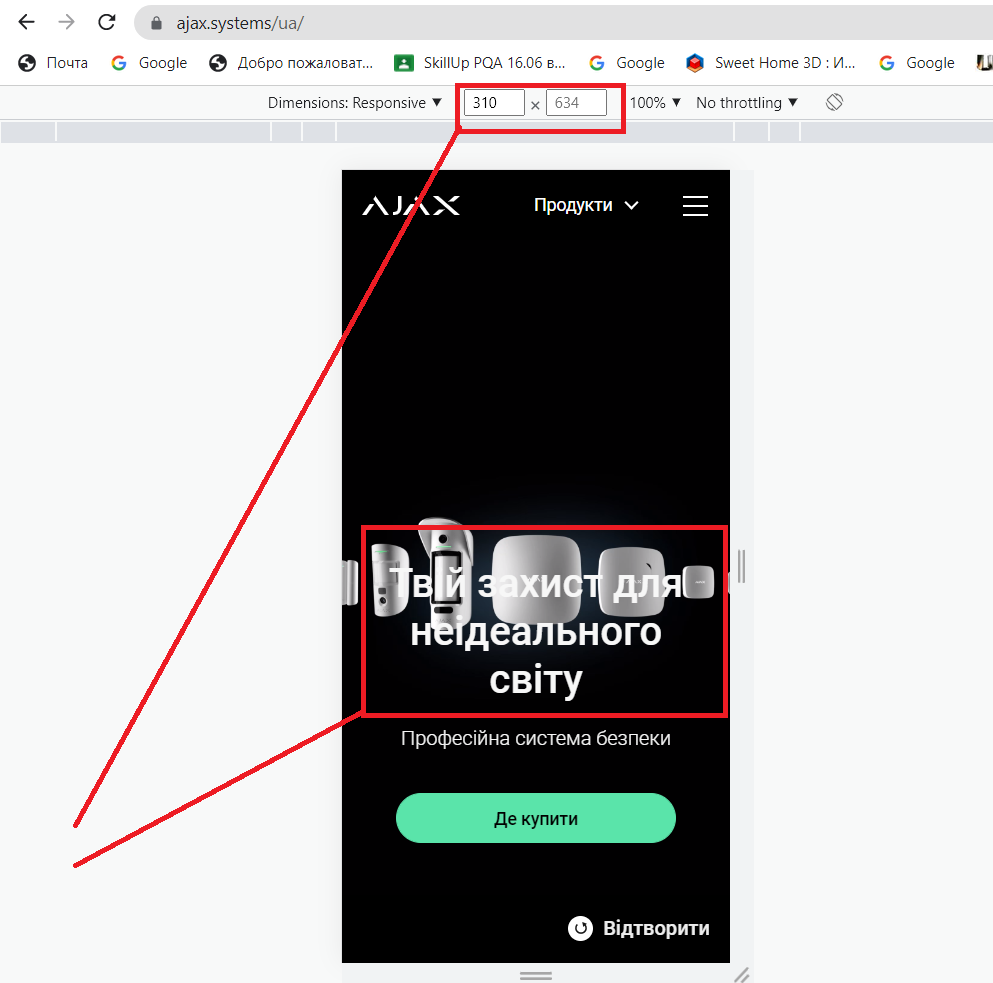 ajax.systems/ua/
Почта Google Добро пожаловат... SkillUp PQA 16.06 в... Google Sweet Home 3D : И... Google
Dimensions: Responsive ▼ 310 × 634 100% ▼ No throttling ▼
AJAX Продукти
Твій захист для
неідеального
світу
Професійна система безпеки
Де купити
Відтворити